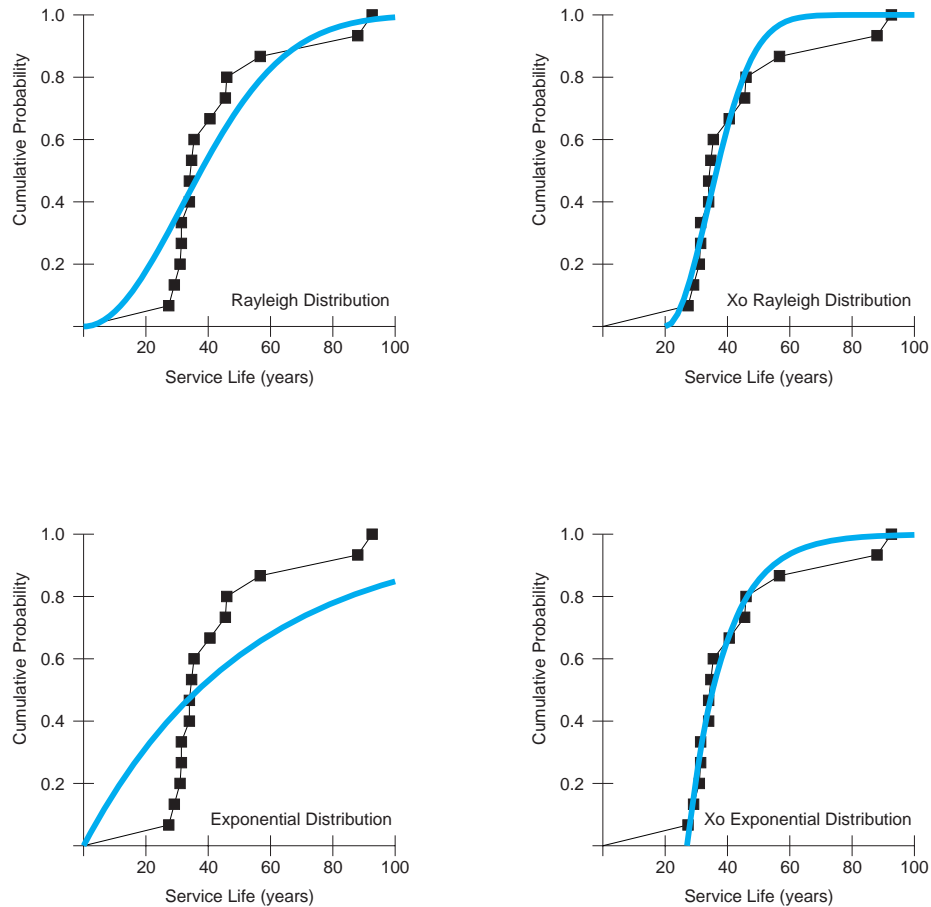 1.0
0.8
0.6
0.4
0.2
Cumulative Probability
Rayleigh Distribution
20 40 60 80 100
Service Life (years)
1.0
0.8
0.6
0.4
0.2
Cumulative Probability
Xo Rayleigh Distribution
20 40 60 80 100
Service Life (years)
1.0
0.8
0.6
0.4
0.2
Cumulative Probability
Exponential Distribution
20 40 60 80 100
Service Life (years)
1.0
0.8
0.6
0.4
0.2
Cumulative Probability
Xo Exponential Distribution
20 40 60 80 100
Service Life (years)